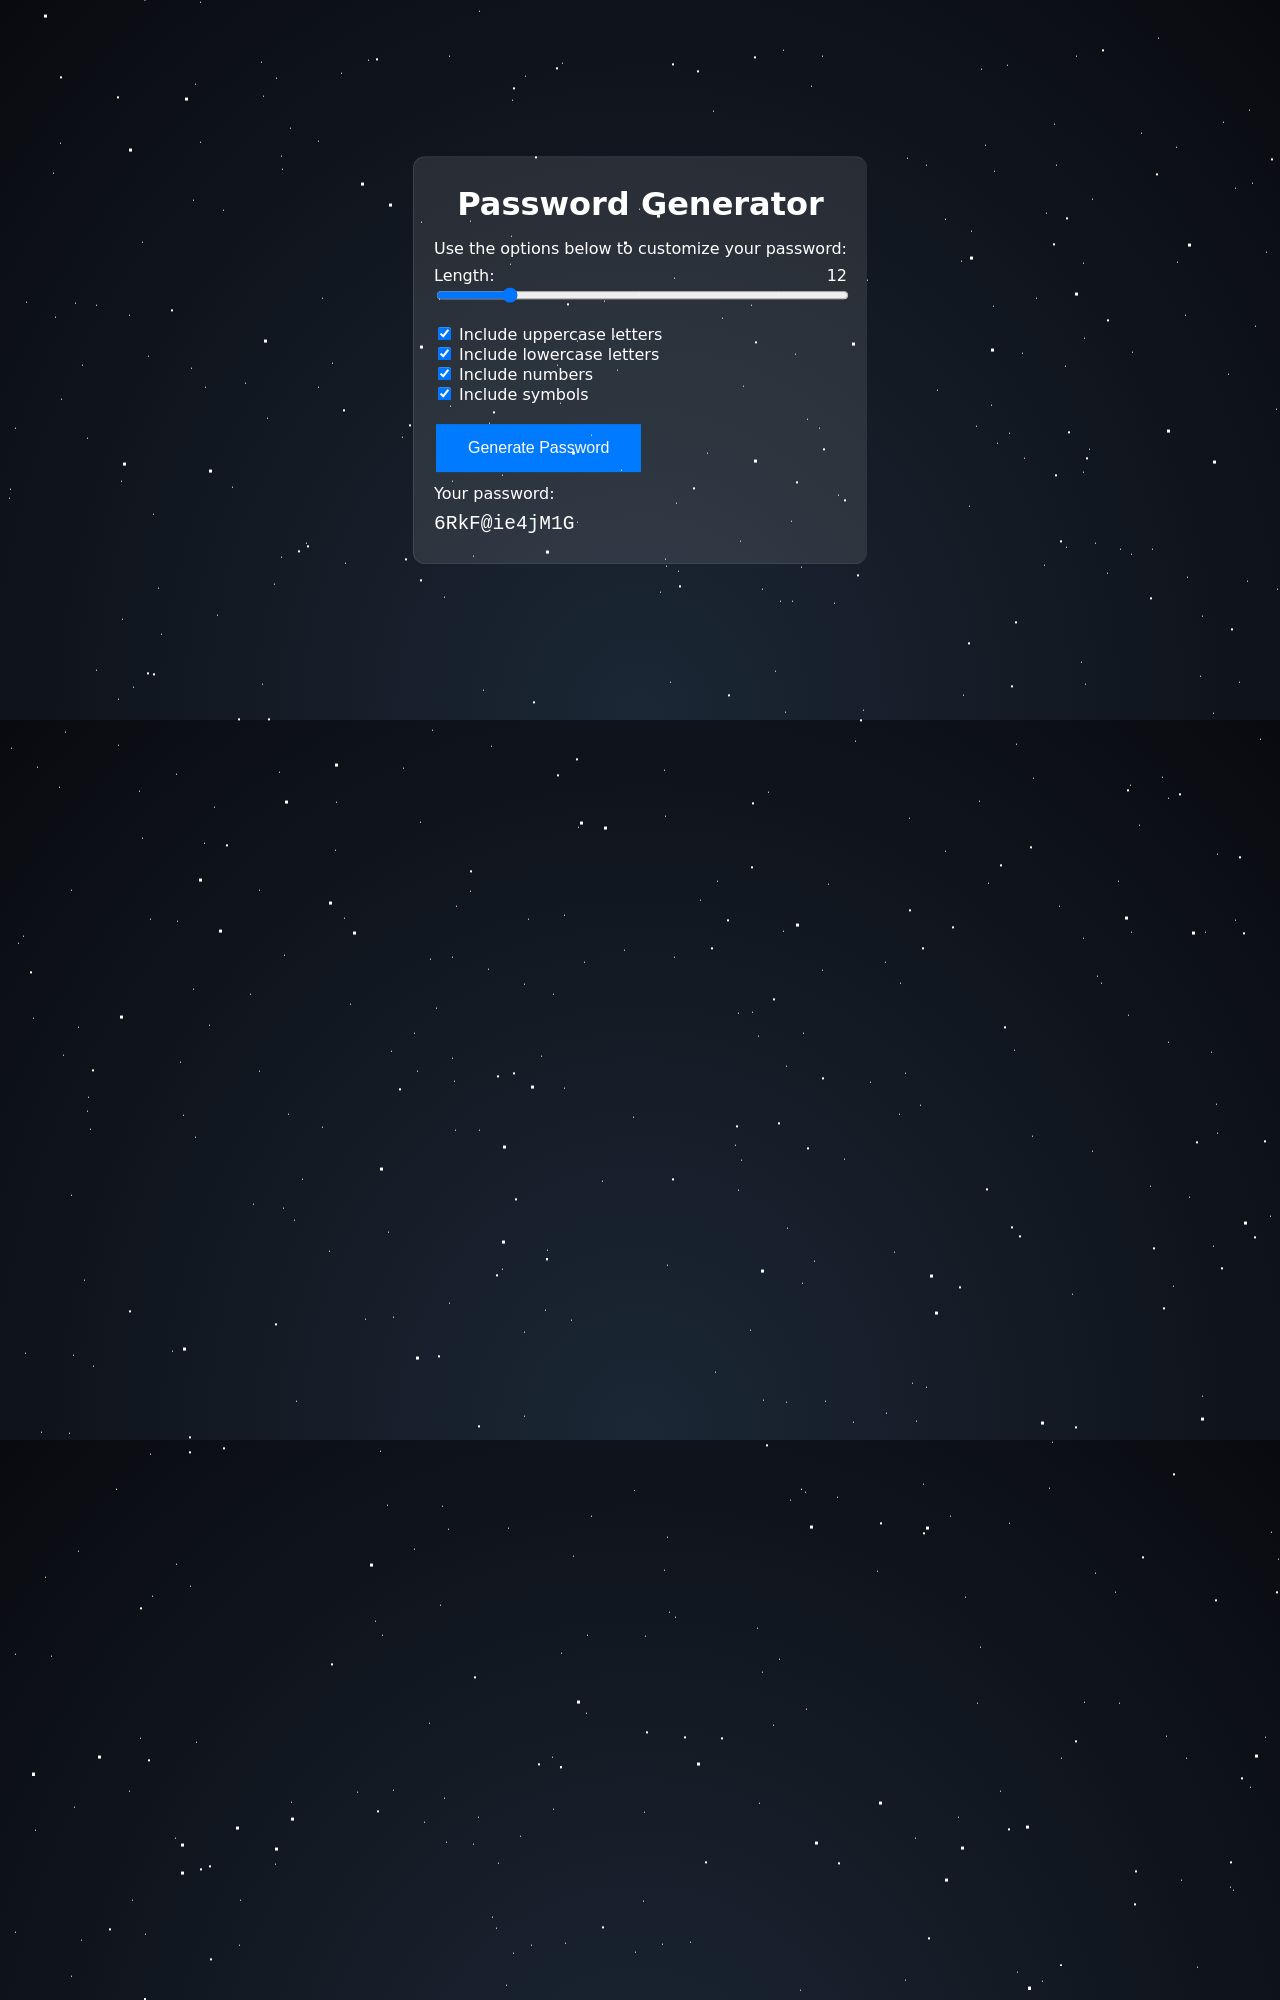 Password Generator
Use the options below to customize your password:
Length: 12
Include uppercase letters
Include lowercase letters
Include numbers
Include symbols
Generate Password
Your password:
6RkF@ie4jM1G